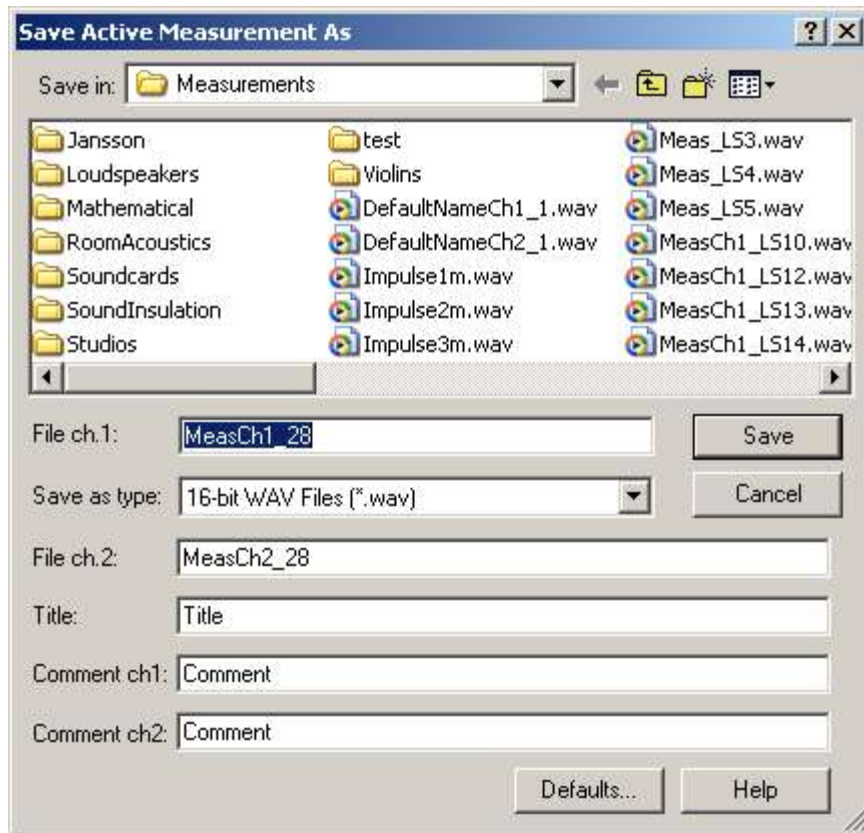 Save Active Measurement As
Save in: Measurements
Jansson
Loudspeakers
Mathematical
RoomAcoustics
Soundcards
SoundInsulation
Studios
test
Violins
DefaultNameCh1_1.wav
DefaultNameCh2_1.wav
Impulse1m.wav
Impulse2m.wav
Impulse3m.wav
Meas_LS3.wav
Meas_LS4.wav
Meas_LS5.wav
MeasCh1_LS10.wav
MeasCh1_LS12.wav
MeasCh1_LS13.wav
MeasCh1_LS14.wav
File ch.1: MeasCh1_28
Save
Save as type: 16-bit WAV Files (*.wav)
Cancel
File ch.2: MeasCh2_28
Title: Title
Comment ch1: Comment
Comment ch2: Comment
Defaults...
Help